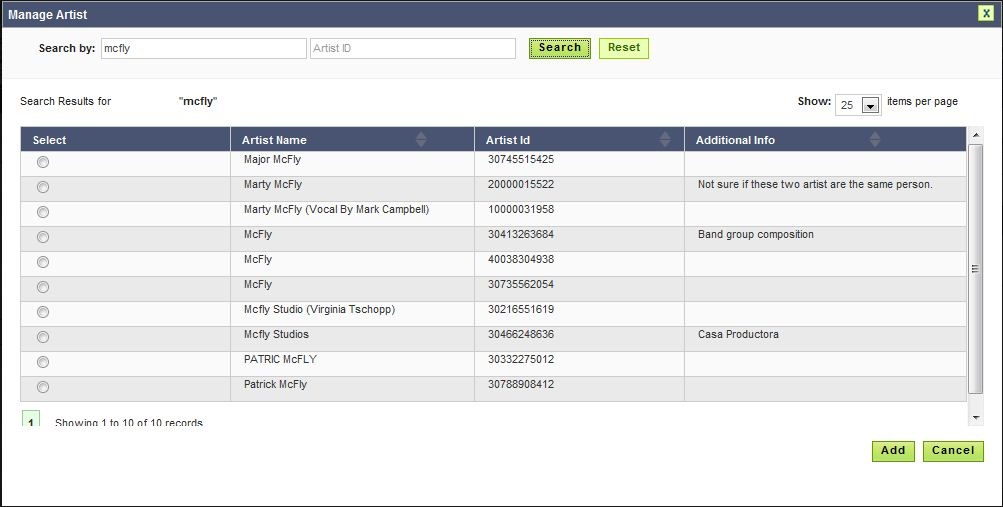 Manage Artist X
Search by: mcfly Artist ID Search Reset
Search Results for "mcfly" Show: 25 items per page
Select Artist Name Artist Id Additional Info
Major McFly 30745515425
Marty McFly 20000015522 Not sure if these two artist are the same person.
Marty McFly (Vocal By Mark Campbell) 10000031958
McFly 30413263684 Band group composition
McFly 40038304938
McFly 30735562054
Mcfly Studio (Virginia Tschopp) 30216551619
Mcfly Studios 30466248636 Casa Productora
PATRIC McFLY 30332275012
Patrick McFly 30788908412
1 Showing 1 to 10 of 10 records
Add Cancel